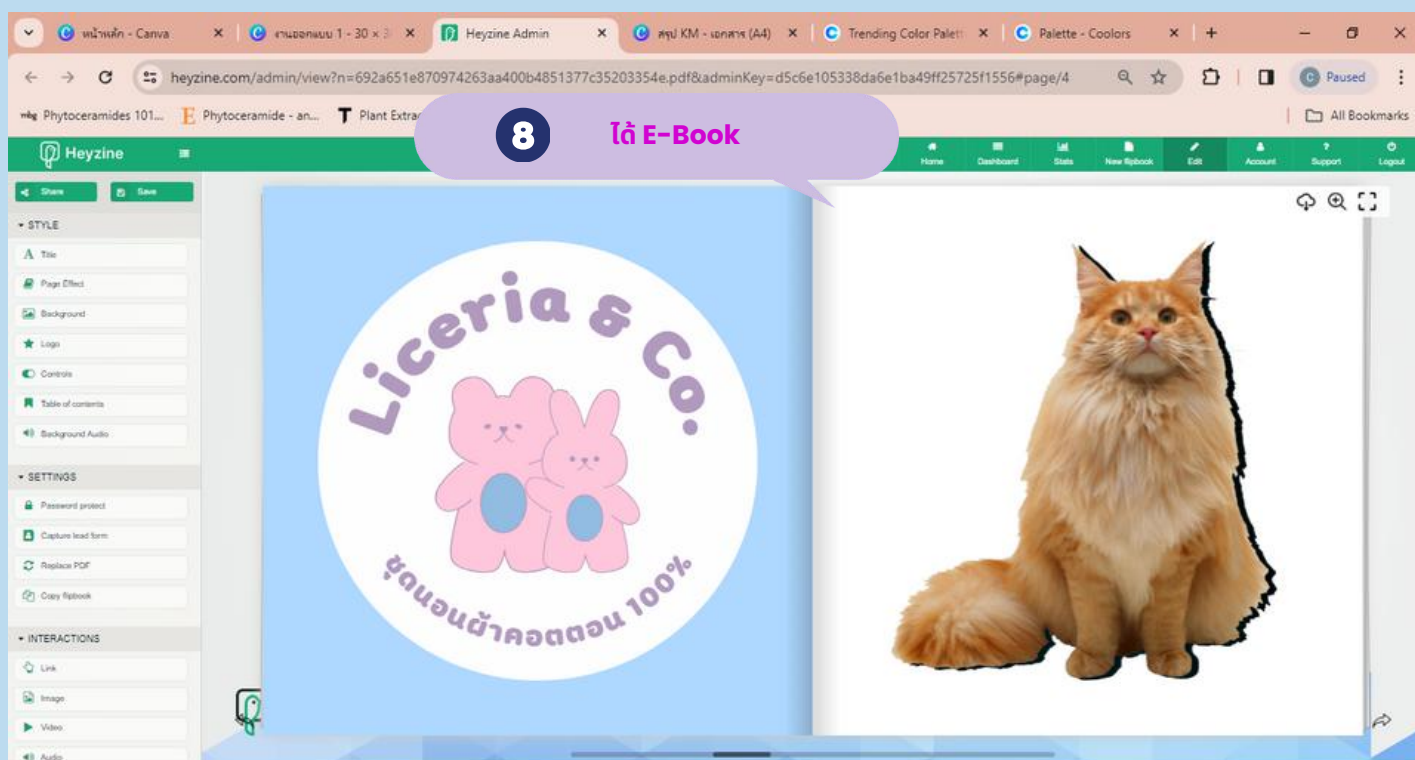 หน้าหลัก - Canva
งานออกแบบ 1 - 30 × 3
Heyzine Admin
สรุป KM - เอกสาร (A4)
Trending Color Palett
Palette - Coolors
heyzine.com/admin/view?n=692a651e870974263aa400b4851377c35203354e.pdf&adminKey=d5c6e105338da6e1ba49ff25725f1556#page/4
Paused
Phytoceramides 101...
Phytoceramide - an...
Plant Extrac
All Bookmarks
8
ได้ E-Book
Heyzine
Home
Dashboard
Stats
New flipbook
Edit
Account
Support
Logout
Share
Save
STYLE
Title
Page Effect
Background
Logo
Controls
Table of contents
Background Audio
SETTINGS
Password protect
Capture lead form
Replace PDF
Copy flipbook
INTERACTIONS
Link
Image
Video
Audio
Liceria & Co.
ชุดนอนผ้าคอตตอน 100%